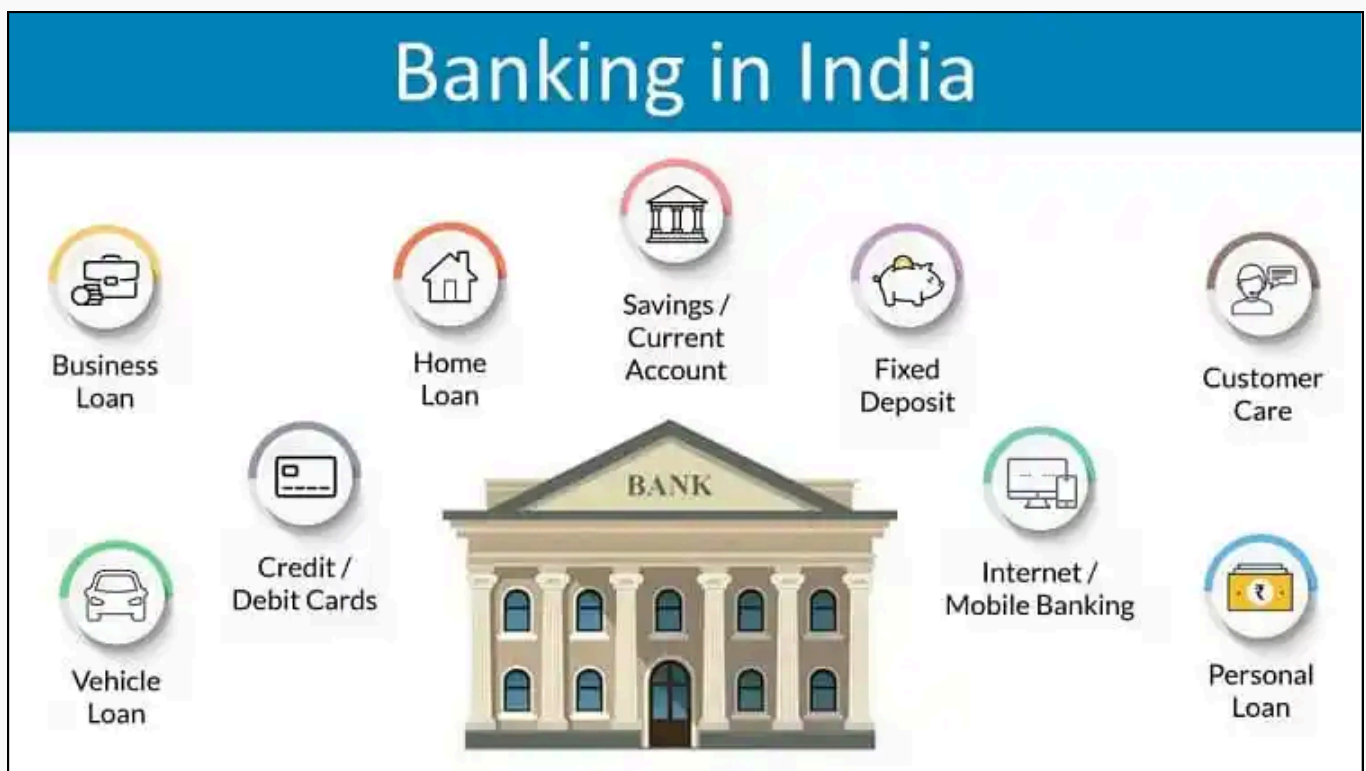 Banking in India
Savings /
Current
Account
Business
Loan
Home
Loan
Fixed
Deposit
Customer
Care
BANK
Credit /
Debit Cards
Internet /
Mobile Banking
Vehicle
Loan
₹
Personal
Loan